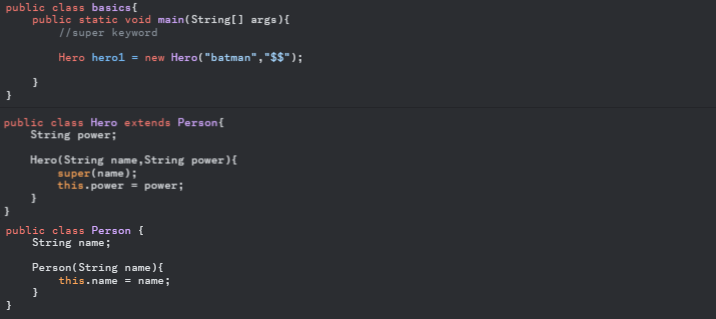 public class basics{
public static void main(String[] args){
//super keyword
Hero hero1 = new Hero("batman","$$");
}
}
public class Hero extends Person{
String power;
Hero(String name,String power){
super(name);
this.power = power;
}
}
public class Person {
String name;
Person(String name){
this.name = name;
}
}